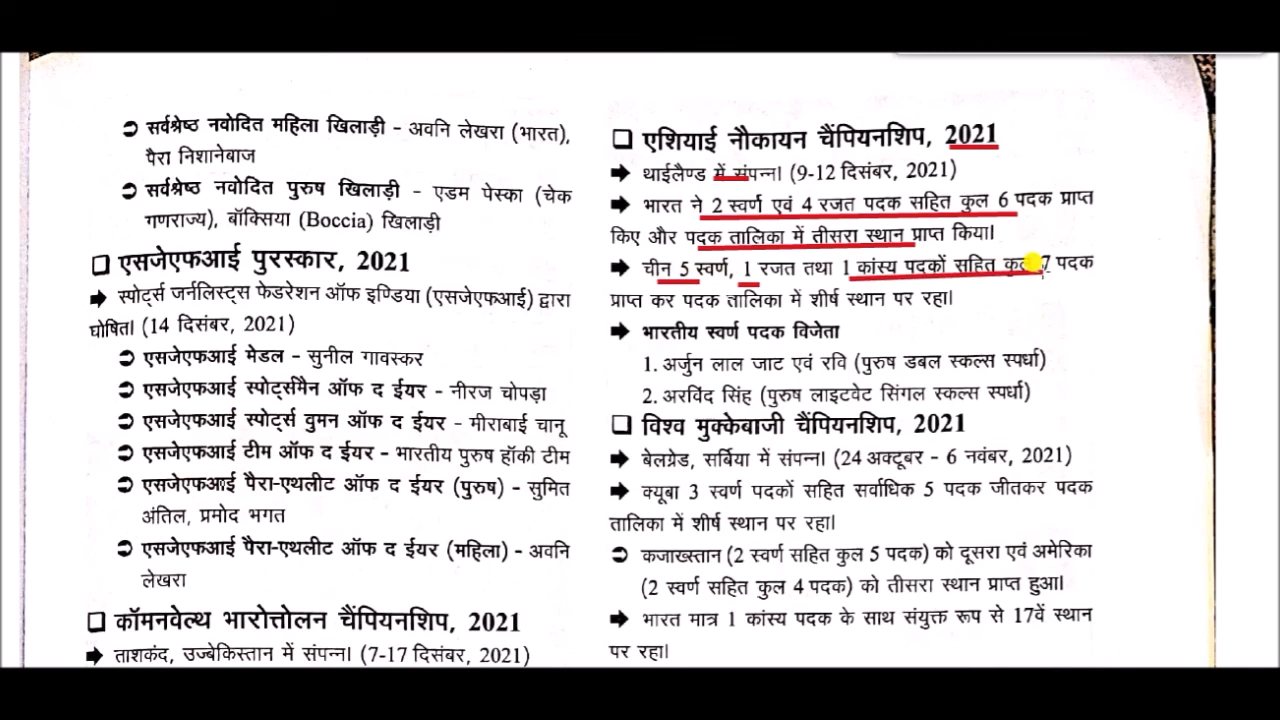 ➲ सर्वश्रेष्ठ नवोदित महिला खिलाड़ी – अवनि लेखरा (भारत),
पैरा निशानेबाज
➲ सर्वश्रेष्ठ नवोदित पुरुष खिलाड़ी – एडम पेस्का (चेक
गणराज्य), बॉक्सिया (Boccia) खिलाड़ी
❑ एसजेएफआई पुरस्कार, 2021
➡ स्पोर्ट्स जर्नलिस्ट्स फेडरेशन ऑफ इण्डिया (एसजेएफआई) द्वारा
घोषित। (14 दिसंबर, 2021)
➲ एसजेएफआई मेडल – सुनील गावस्कर
➲ एसजेएफआई स्पोर्ट्समैन ऑफ द ईयर – नीरज चोपड़ा
➲ एसजेएफआई स्पोर्ट्स वुमन ऑफ द ईयर – मीराबाई चानू
➲ एसजेएफआई टीम ऑफ द ईयर – भारतीय पुरुष हॉकी टीम
➲ एसजेएफआई पैरा-एथलीट ऑफ द ईयर (पुरुष) – सुमित
अंतिल, प्रमोद भगत
➲ एसजेएफआई पैरा-एथलीट ऑफ द ईयर (महिला) – अवनि
लेखरा
❑ कॉमनवेल्थ भारोत्तोलन चैंपियनशिप, 2021
➡ ताशकंद, उज्बेकिस्तान में संपन्न। (7-17 दिसंबर, 2021)
❑ एशियाई नौकायन चैंपियनशिप, 2021
➡ थाईलैण्ड में संपन्न। (9-12 दिसंबर, 2021)
➡ भारत ने 2 स्वर्ण एवं 4 रजत पदक सहित कुल 6 पदक प्राप्त
किए और पदक तालिका में तीसरा स्थान प्राप्त किया।
➡ चीन 5 स्वर्ण, 1 रजत तथा 1 कांस्य पदकों सहित कुल 7 पदक
प्राप्त कर पदक तालिका में शीर्ष स्थान पर रहा।
➡ भारतीय स्वर्ण पदक विजेता
1. अर्जुन लाल जाट एवं रवि (पुरुष डबल स्कल्स स्पर्धा)
2. अरविंद सिंह (पुरुष लाइटवेट सिंगल स्कल्स स्पर्धा)
❑ विश्व मुक्केबाजी चैंपियनशिप, 2021
➡ बेलग्रेड, सर्बिया में संपन्न। (24 अक्टूबर - 6 नवंबर, 2021)
➡ क्यूबा 3 स्वर्ण पदकों सहित सर्वाधिक 5 पदक जीतकर पदक
तालिका में शीर्ष स्थान पर रहा।
➲ कजाख्स्तान (2 स्वर्ण सहित कुल 5 पदक) को दूसरा एवं अमेरिका
(2 स्वर्ण सहित कुल 4 पदक) को तीसरा स्थान प्राप्त हुआ।
➡ भारत मात्र 1 कांस्य पदक के साथ संयुक्त रूप से 17वें स्थान
पर रहा।